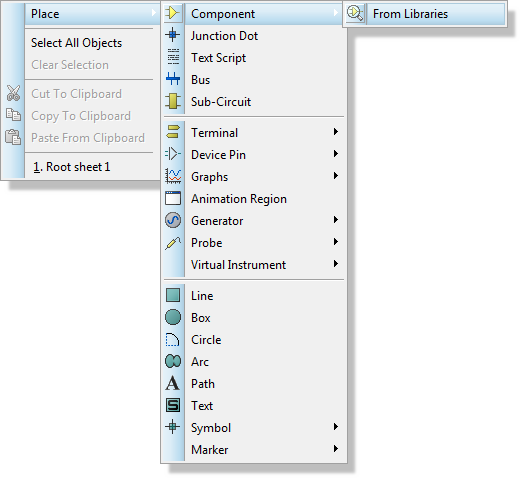 Place
Select All Objects
Clear Selection
Cut To Clipboard
Copy To Clipboard
Paste From Clipboard
1. Root sheet 1
Component
Junction Dot
Text Script
Bus
Sub-Circuit
Terminal
Device Pin
Graphs
Animation Region
Generator
Probe
Virtual Instrument
Line
Box
Circle
Arc
A Path
S Text
Symbol
Marker
From Libraries